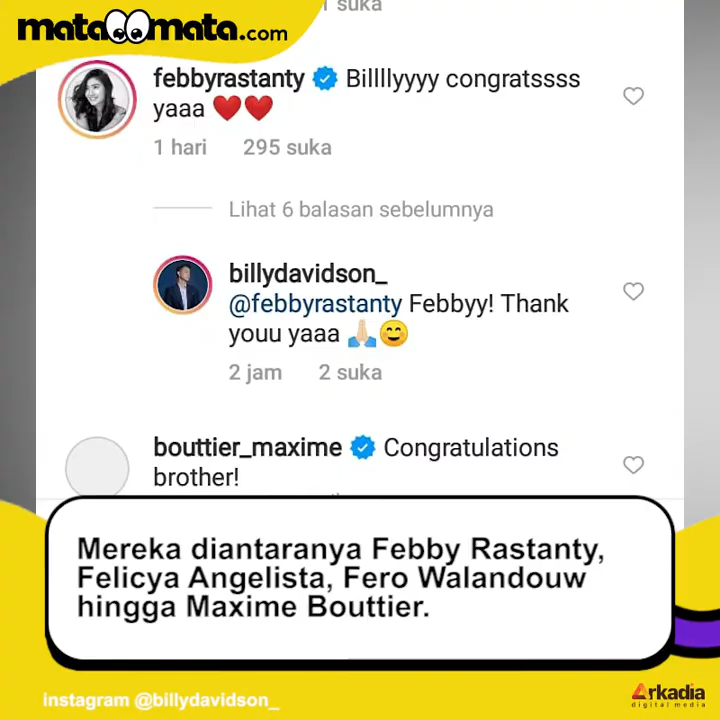 mataMata.com
suka
febbyrastanty Billllyyyy congratssss
yaaa ❤️❤️
1 hari 295 suka
Lihat 6 balasan sebelumnya
billydavidson_
@febbyrastanty Febbyy! Thank
youu yaaa 🙏🏼😊
2 jam 2 suka
bouttier_maxime Congratulations
brother!
Mereka diantaranya Febby Rastanty,
Felicya Angelista, Fero Walandouw
hingga Maxime Bouttier.
instagram @billydavidson_
Arkadia
digital media